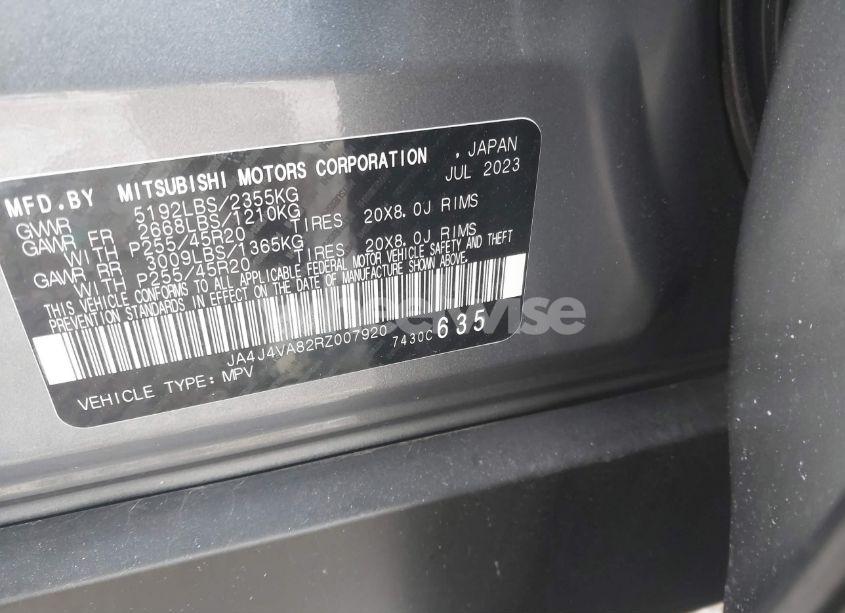 MFD.BY MITSUBISHI MOTORS CORPORATION , JAPAN
JUL 2023
GVWR 5192LBS/2355KG
GAWR FR 2668LBS/1210KG
WITH P255/45R20 TIRES 20X8.0J RIMS
GAWR RR 3009LBS/1365KG
WITH P255/45R20 TIRES 20X8.0J RIMS
THIS VEHICLE CONFORMS TO ALL APPLICABLE FEDERAL MOTOR VEHICLE SAFETY AND THEFT
PREVENTION STANDARDS IN EFFECT ON THE DATE OF MANUFACTURE SHOWN ABOVE.
JA4J4VA82RZ007920 7430C 635
VEHICLE TYPE: MPV